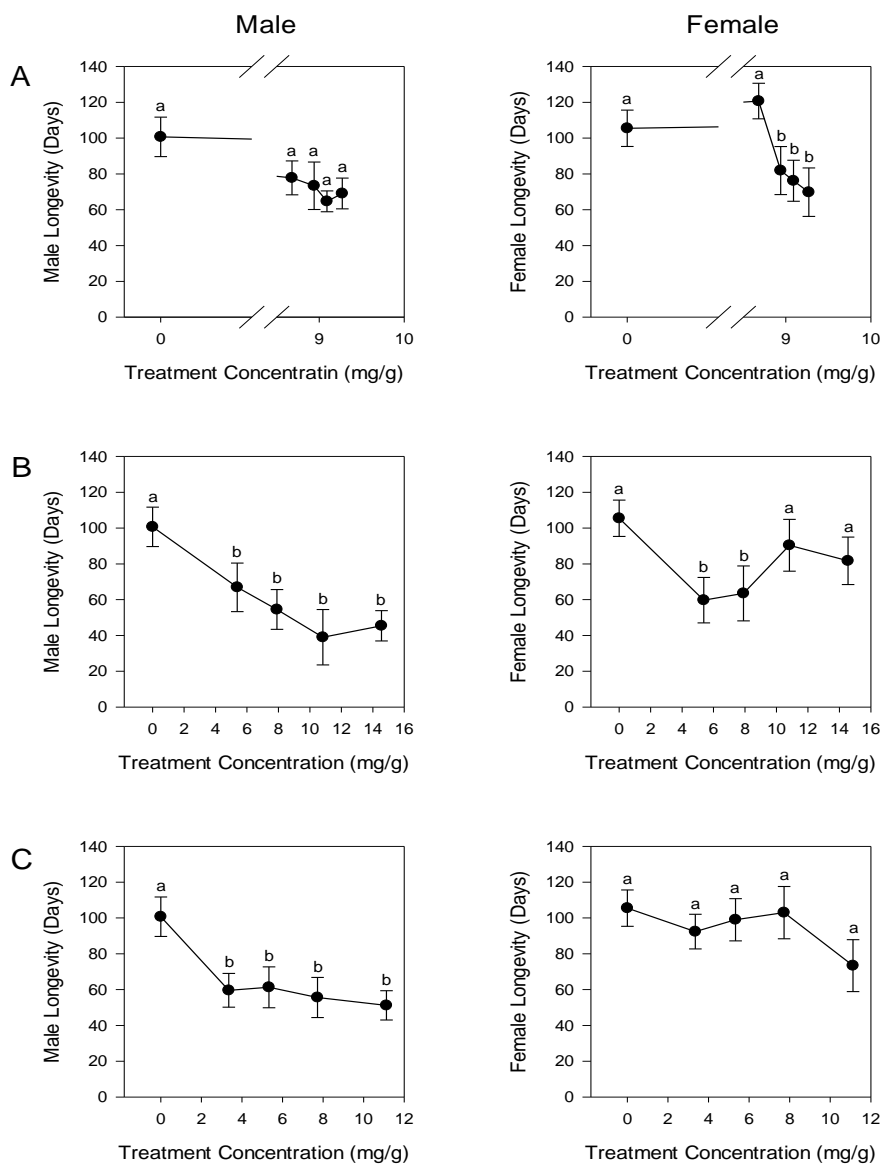 Male Female
A
140
120
100
80
60
40
20
0
Male Longevity (Days)
a
a
a
a
a
0 9 10
Treatment Concentratin (mg/g)
140
120
100
80
60
40
20
0
Female Longevity (Days)
a
a
b
b
b
0 9 10
Treatment Concentration (mg/g)
B
140
120
100
80
60
40
20
0
Male Longevity (Days)
a
b
b
b
b
0 2 4 6 8 10 12 14 16
Treatment Concentration (mg/g)
140
120
100
80
60
40
20
0
Female Longevity (Days)
a
b
b
a
a
0 2 4 6 8 10 12 14 16
Treatment Concentration (mg/g)
C
140
120
100
80
60
40
20
0
Male Longevity (Days)
a
b
b
b
b
0 2 4 6 8 10 12
Treatment Concentration (mg/g)
140
120
100
80
60
40
20
0
Female Longevity (Days)
a
a
a
a
a
0 2 4 6 8 10 12
Treatment Concentration (mg/g)